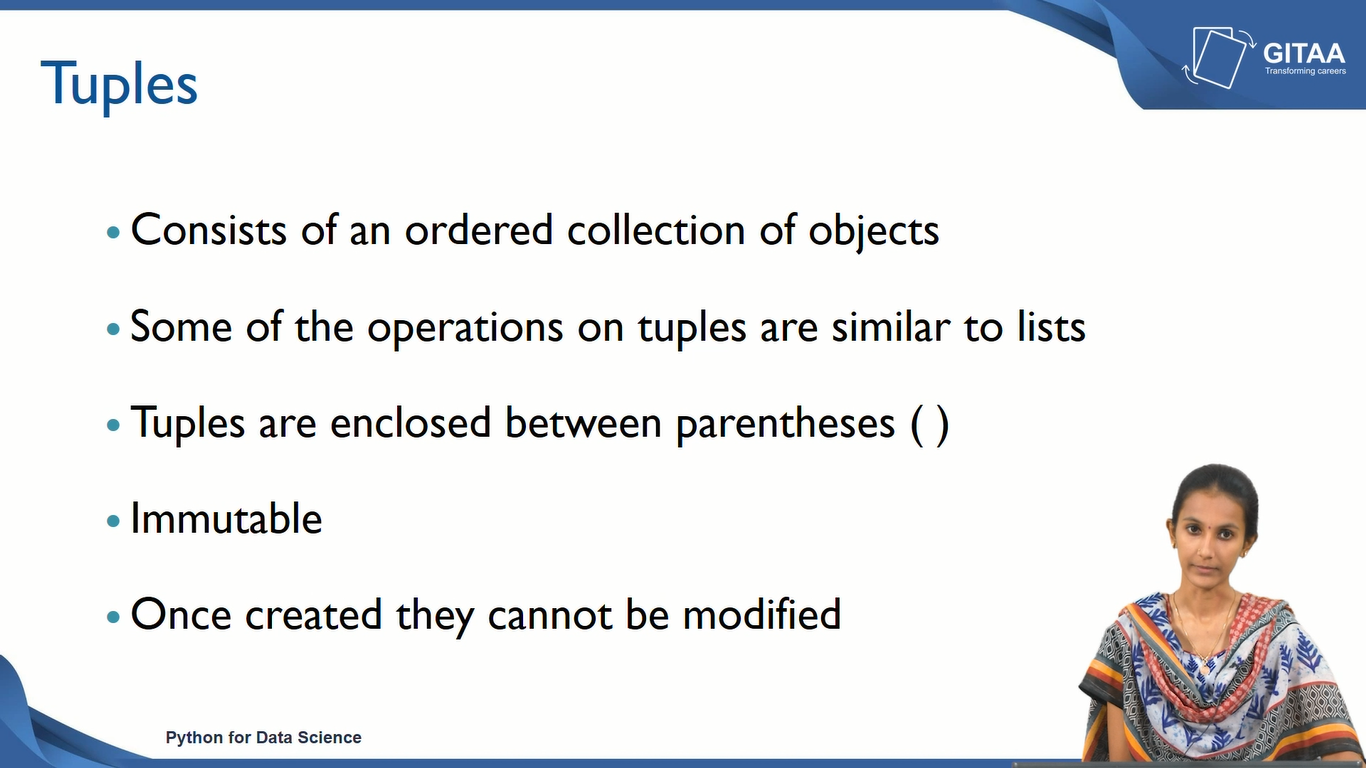 GITAA
Transforming careers
Tuples
• Consists of an ordered collection of objects
• Some of the operations on tuples are similar to lists
• Tuples are enclosed between parentheses ( )
• Immutable
• Once created they cannot be modified
Python for Data Science